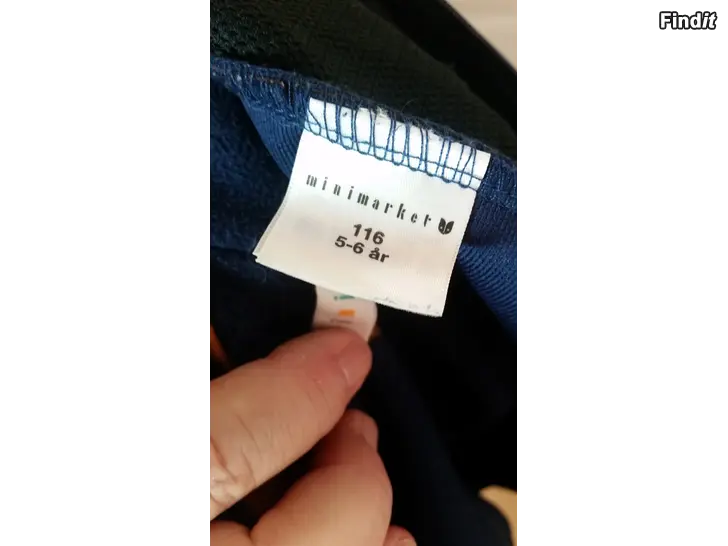 Findit
minimarket
116
5-6 år